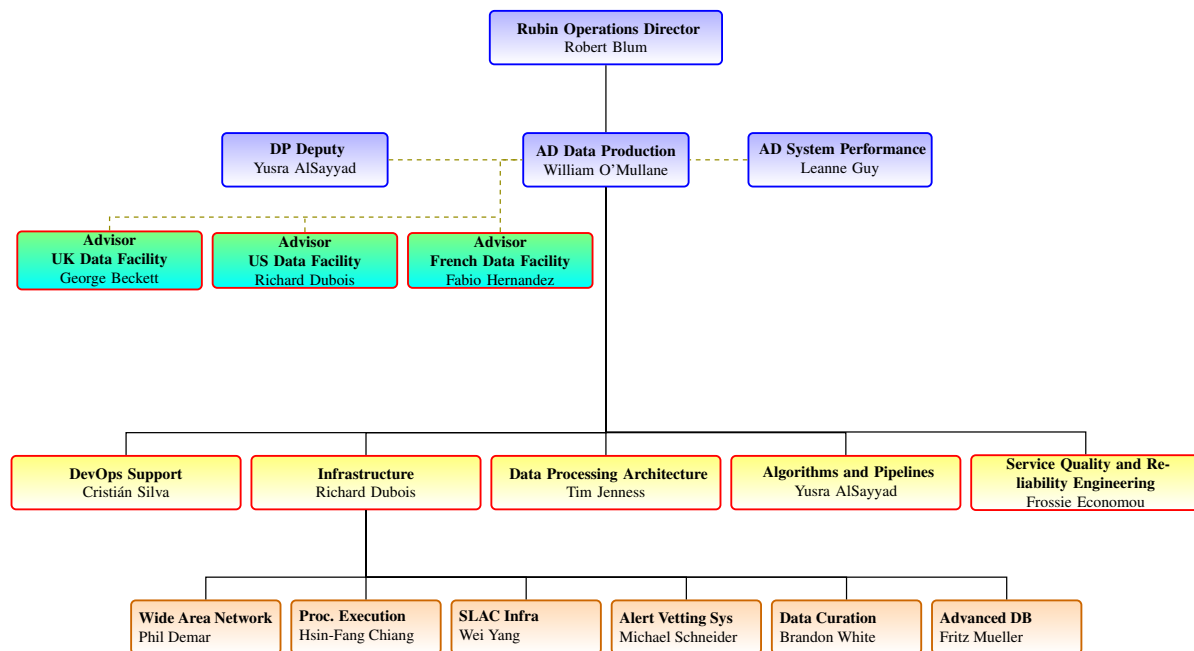 Rubin Operations Director
Robert Blum
DP Deputy
Yusra AlSayyad
AD Data Production
William O'Mullane
AD System Performance
Leanne Guy
Advisor
UK Data Facility
George Beckett
Advisor
US Data Facility
Richard Dubois
Advisor
French Data Facility
Fabio Hernandez
DevOps Support
Cristián Silva
Infrastructure
Richard Dubois
Data Processing Architecture
Tim Jenness
Algorithms and Pipelines
Yusra AlSayyad
Service Quality and Re-
liability Engineering
Frossie Economou
Wide Area Network
Phil Demar
Proc. Execution
Hsin-Fang Chiang
SLAC Infra
Wei Yang
Alert Vetting Sys
Michael Schneider
Data Curation
Brandon White
Advanced DB
Fritz Mueller